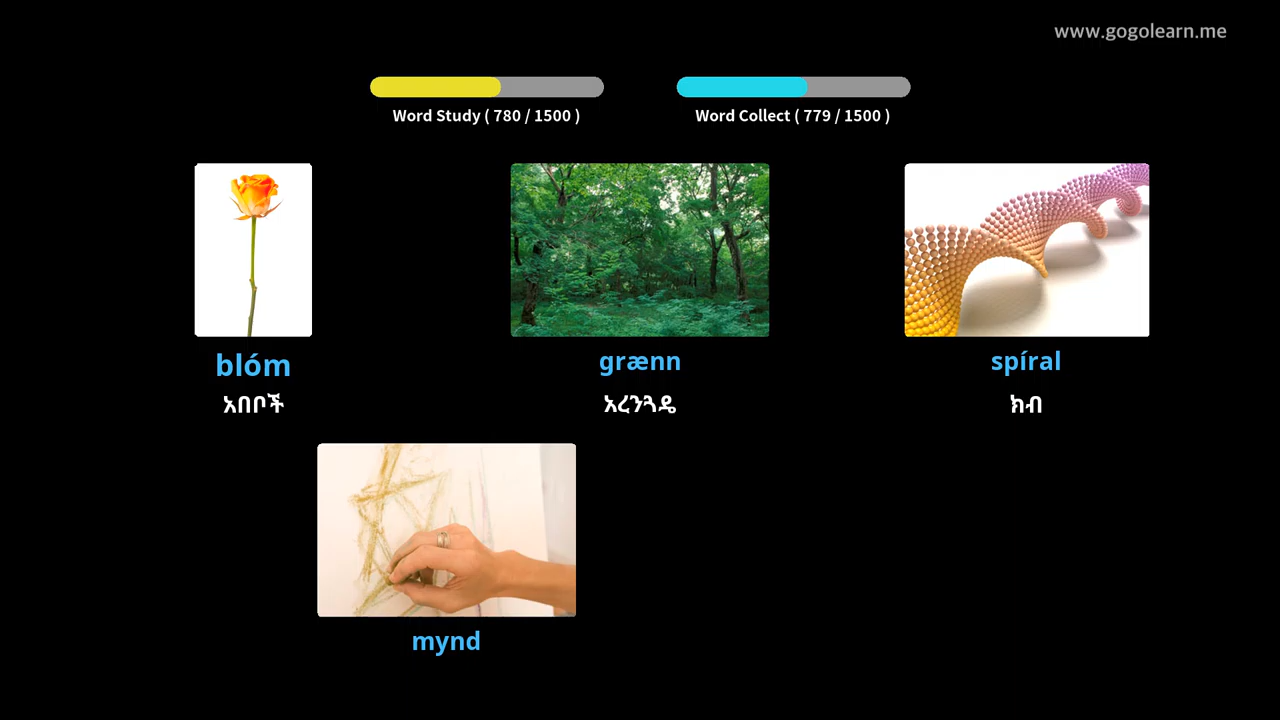 www.gogolearn.me
Word Study ( 780 / 1500 )
Word Collect ( 779 / 1500 )
blóm
grænn
spíral
አበቦች
አረንጓዴ
ክብ
mynd